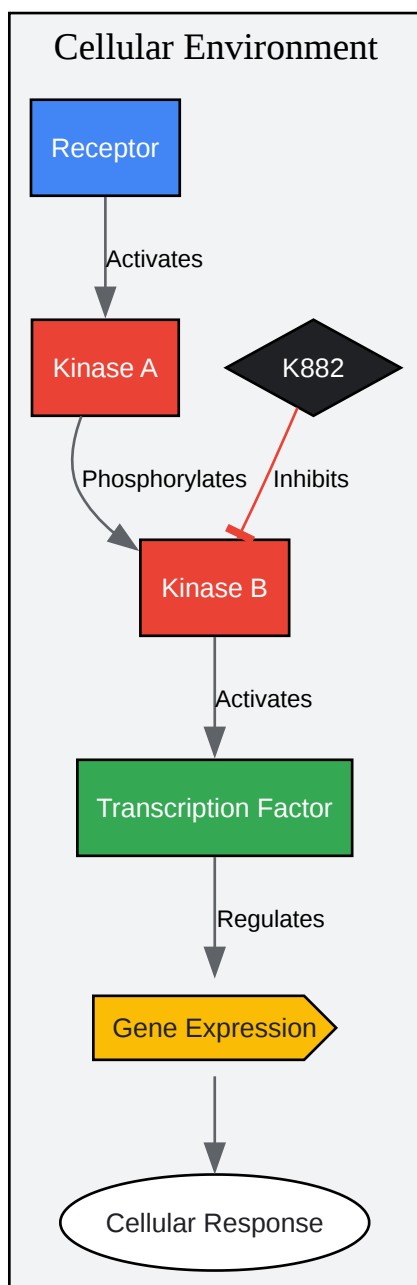 Cellular Environment
Receptor
Activates
Kinase A
K882
Phosphorylates
Inhibits
Kinase B
Activates
Transcription Factor
Regulates
Gene Expression
Cellular Response